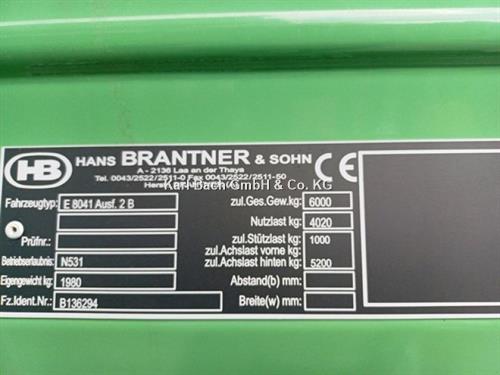 HB HANS BRANTNER & SOHN CE
A - 2136 Laa an der Thaya
Tel. 0043/2522/2511-0 Fax 0043/2522/2511-50
Karl Bach GmbH & Co. KG
Fahrzeugtyp: E 8041 Ausf. 2 B zul.Ges.Gew.kg: 6000
Nutzlast kg: 4020
Prüfnr.: zul.Stützlast kg: 1000
zul.Achslast vorne kg:
Betriebserlaubnis: N531 zul.Achslast hinten kg: 5200
Eigengewicht kg: 1980 Abstand(b) mm:
Fz.Ident.Nr.: B136294 Breite(w) mm: